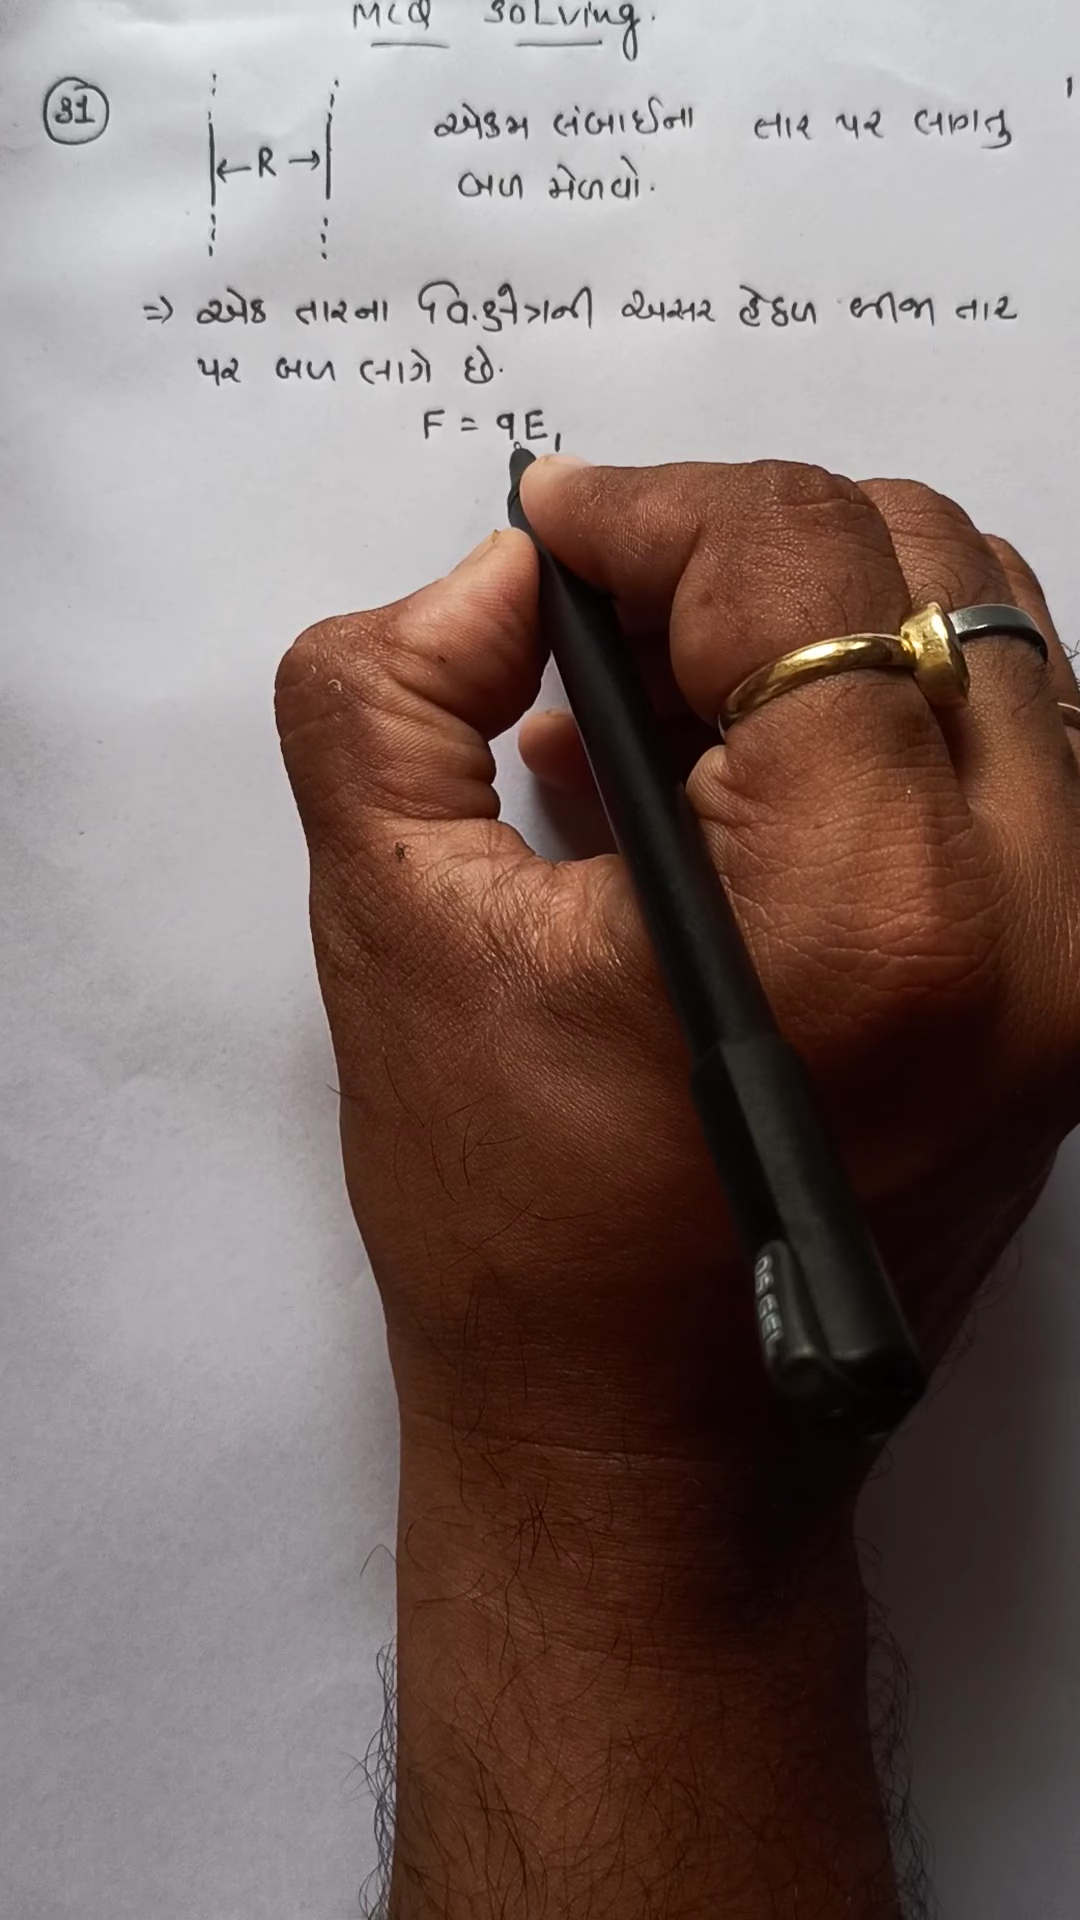 MCQ Solving.
31
R
એકમ લંબાઈના તાર પર લાગતુ
બળ મેળવો.
⇒ એક તારના વિ.ક્ષેત્રની અસર હેઠળ બીજા તાર
પર બળ લાગે છે.
F = qE₁